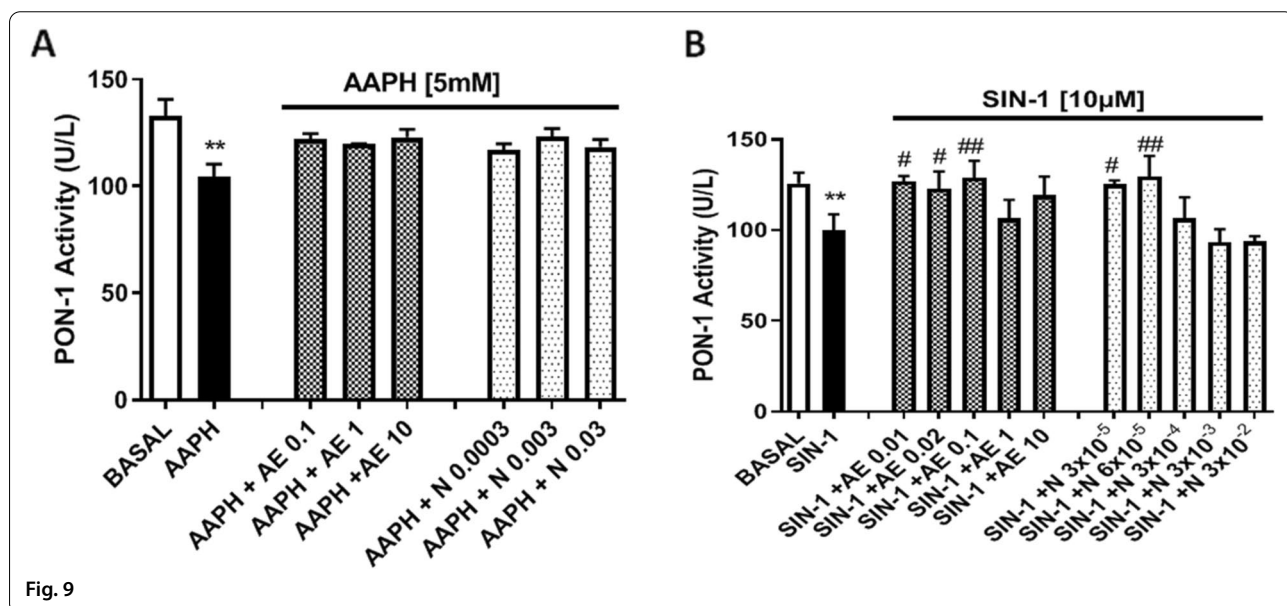 A
AAPH [5mM]
PON-1 Activity (U/L)
150
100
50
0
**
BASAL
AAPH
AAPH + AE 0.1
AAPH + AE 1
AAPH +AE 10
AAPH + N 0.0003
AAPH + N 0.003
AAPH + N 0.03
B
SIN-1 [10µM]
PON-1 Activity (U/L)
150
100
50
0
**
#
#
##
#
##
BASAL
SIN-1
SIN-1 +AE 0.01
SIN-1 +AE 0.02
SIN-1 +AE 0.1
SIN-1 +AE 1
SIN-1 +AE 10
SIN-1 +N 3x10⁻⁵
SIN-1 +N 6x10⁻⁵
SIN-1 +N 3x10⁻⁴
SIN-1 +N 3x10⁻³
SIN-1 +N 3x10⁻²
Fig. 9